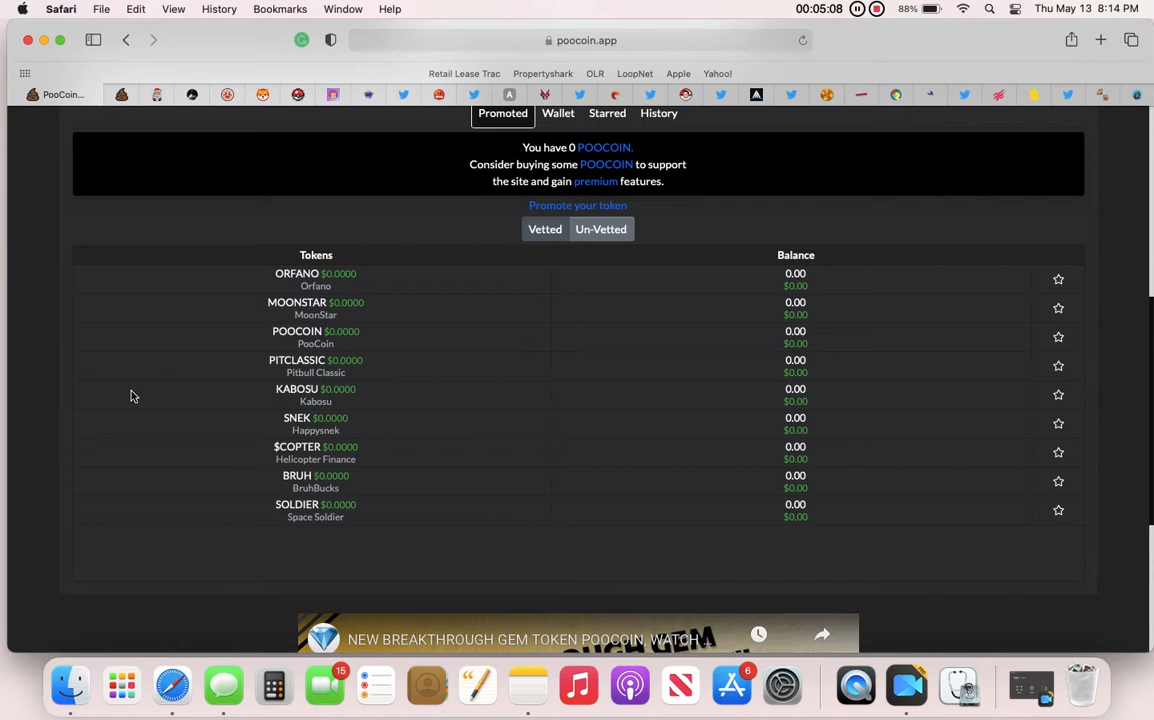 Safari File Edit View History Bookmarks Window Help 00:05:08 88% Thu May 13 8:14 PM
poocoin.app
Retail Lease Trac Propertyshark OLR LoopNet Apple Yahoo!
PooCoin...
A
Promoted Wallet Starred History
You have 0 POOCOIN.
Consider buying some POOCOIN to support
the site and gain premium features.
Promote your token
Vetted Un-Vetted
Tokens Balance
ORFANO $0.0000 0.00
Orfano $0.00
MOONSTAR $0.0000 0.00
MoonStar $0.00
POOCOIN $0.0000 0.00
PooCoin $0.00
PITCLASSIC $0.0000 0.00
Pitbull Classic $0.00
KABOSU $0.0000 0.00
Kabosu $0.00
SNEK $0.0000 0.00
Happysnek $0.00
$COPTER $0.0000 0.00
Helicopter Finance $0.00
BRUH $0.0000 0.00
BruhBucks $0.00
SOLDIER $0.0000 0.00
Space Soldier $0.00
NEW BREAKTHROUGH GEM TOKEN POOCOIN. WATCH ...
15 6